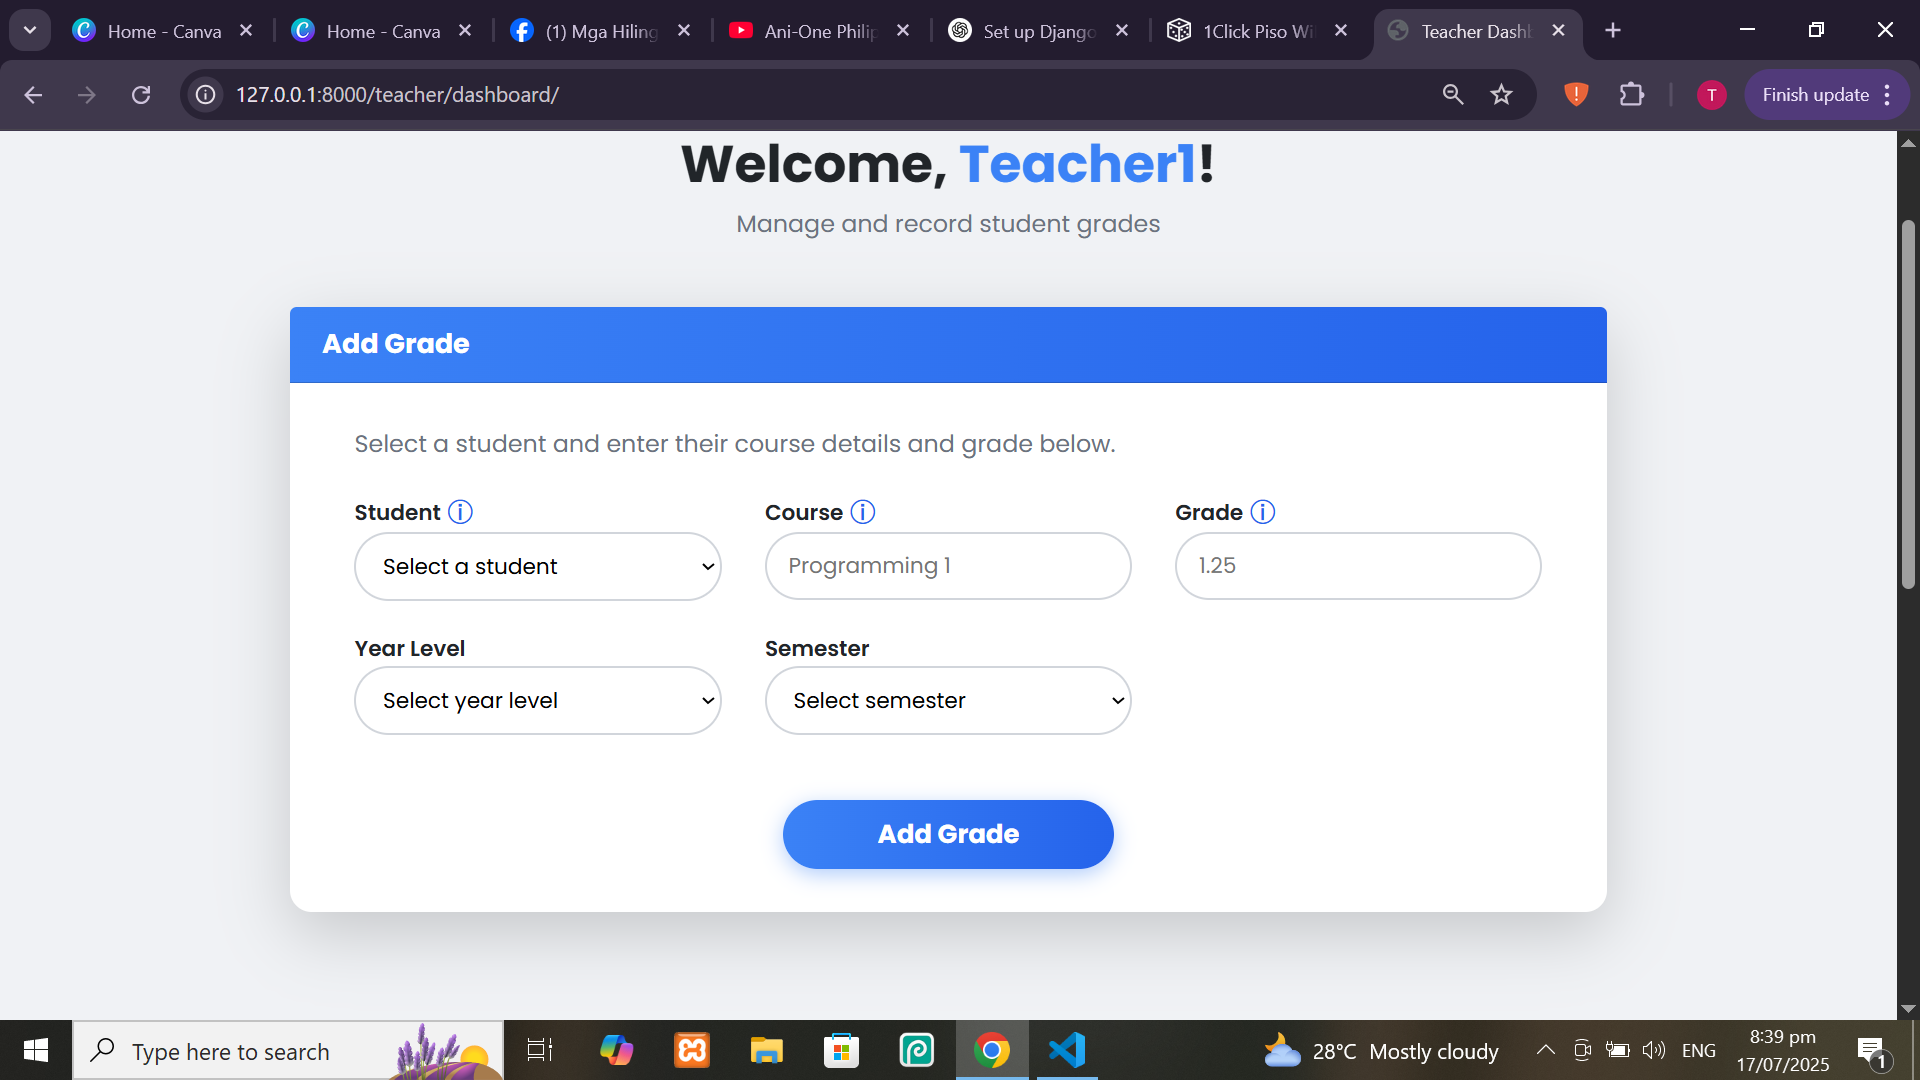 Home - Canva
Home - Canva
(1) Mga Hiling
Ani-One Philip
Set up Django
1Click Piso Wi
Teacher Dash
127.0.0.1:8000/teacher/dashboard/
T
Finish update
Welcome, Teacher1!
Manage and record student grades
Add Grade
Select a student and enter their course details and grade below.
Student
Course
Grade
Select a student
Programming 1
1.25
Year Level
Semester
Select year level
Select semester
Add Grade
Type here to search
28°C Mostly cloudy
ENG
8:39 pm
17/07/2025
1